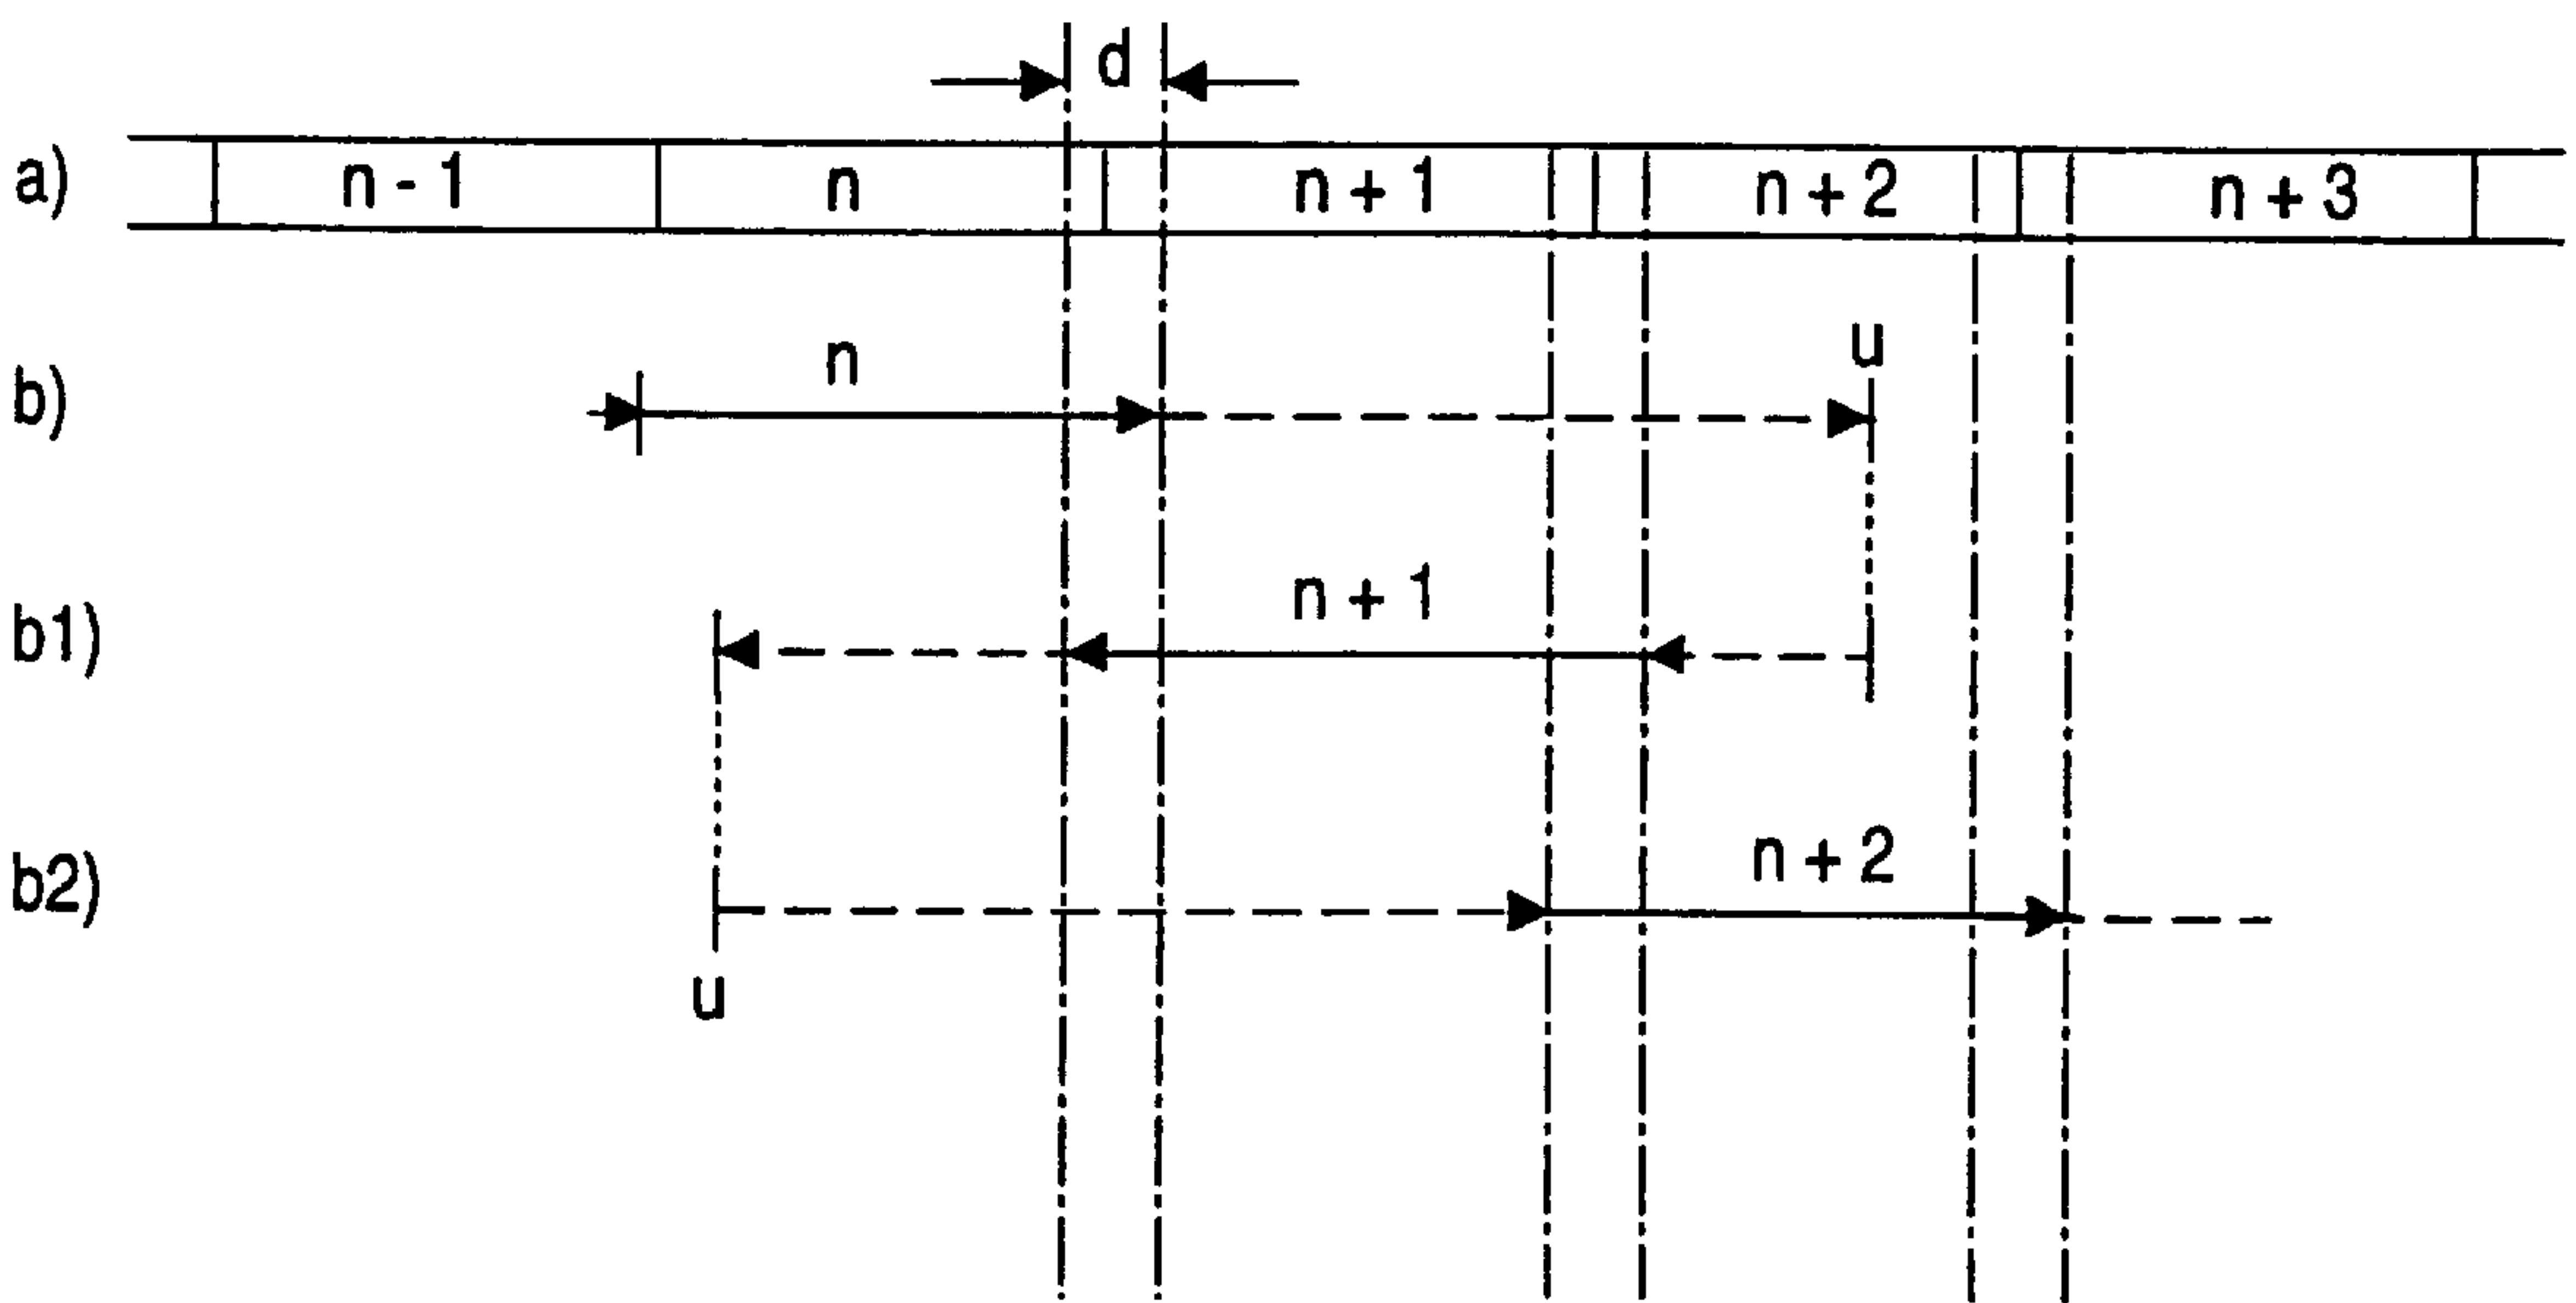 d
a) n - 1 n n + 1 n + 2 n + 3
b) n u
b1) n + 1
b2) n + 2
u